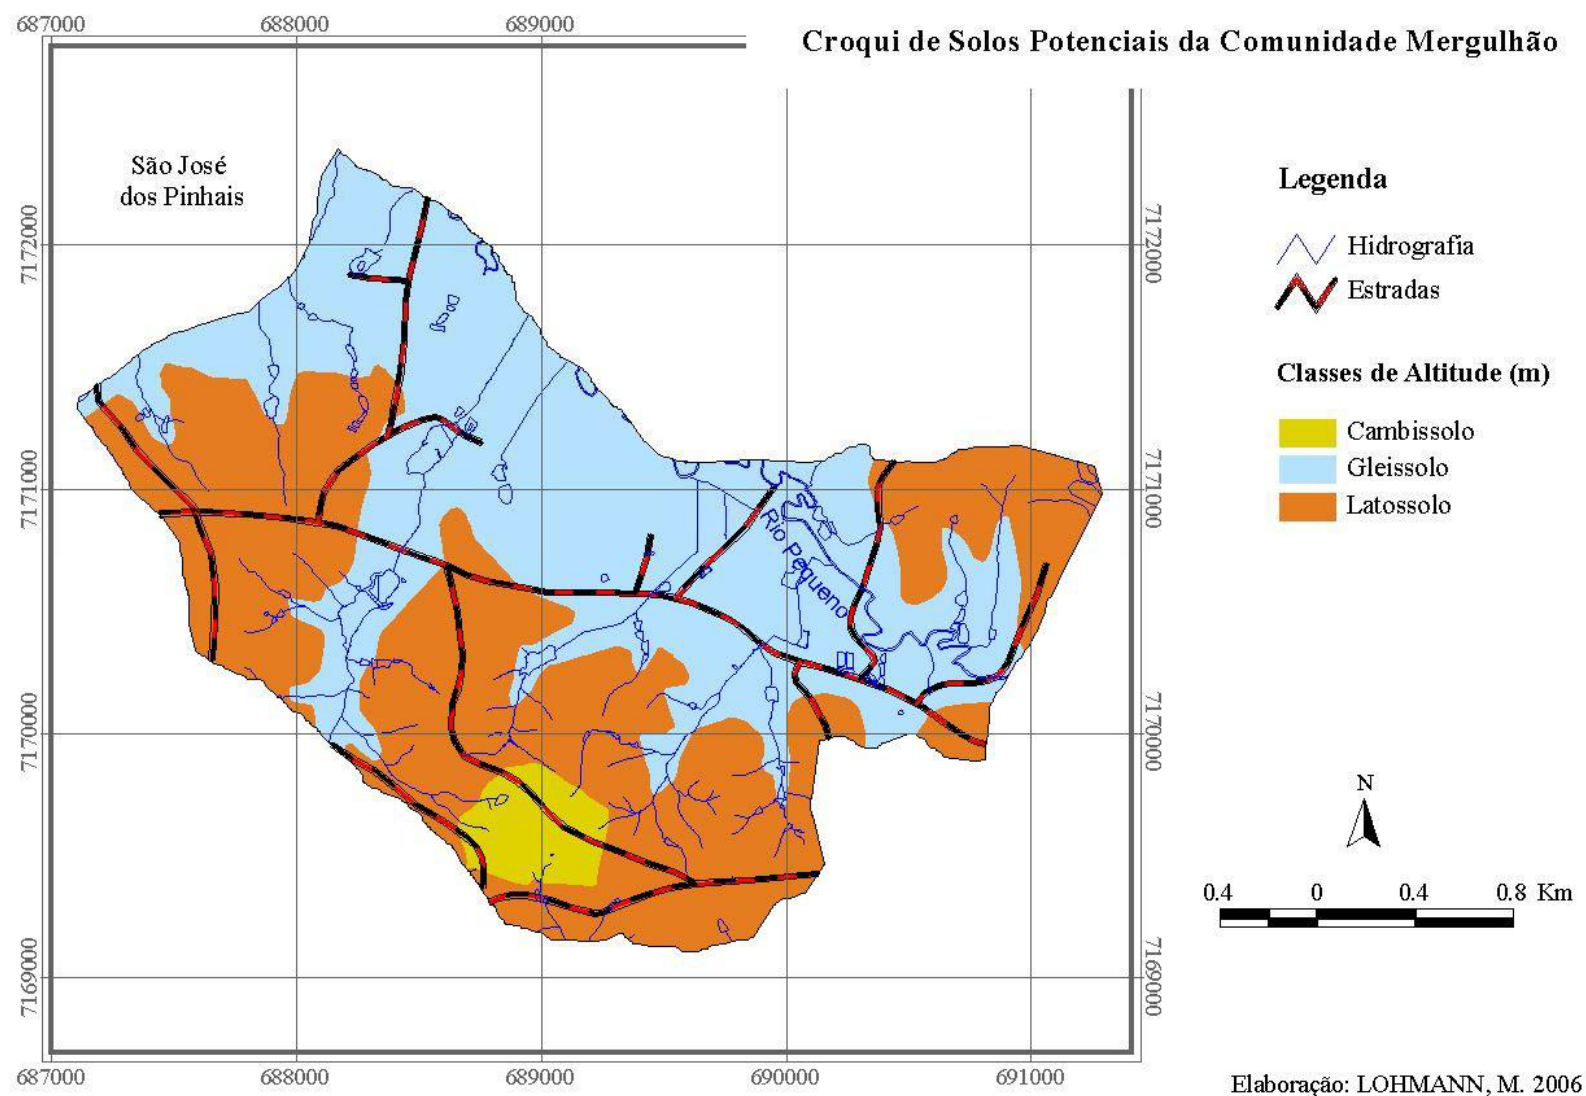 687000
688000
689000
Croqui de Solos Potenciais da Comunidade Mergulhão
São José
dos Pinhais
Legenda
7172000
7172000
Hidrografia
Estradas
Classes de Altitude (m)
Cambissolo
Gleissolo
Latossolo
7171000
7171000
Rio Pequeno
7170000
7170000
N
0.4 0 0.4 0.8 Km
7169000
7169000
687000
688000
689000
690000
691000
Elaboração: LOHMANN, M. 2006